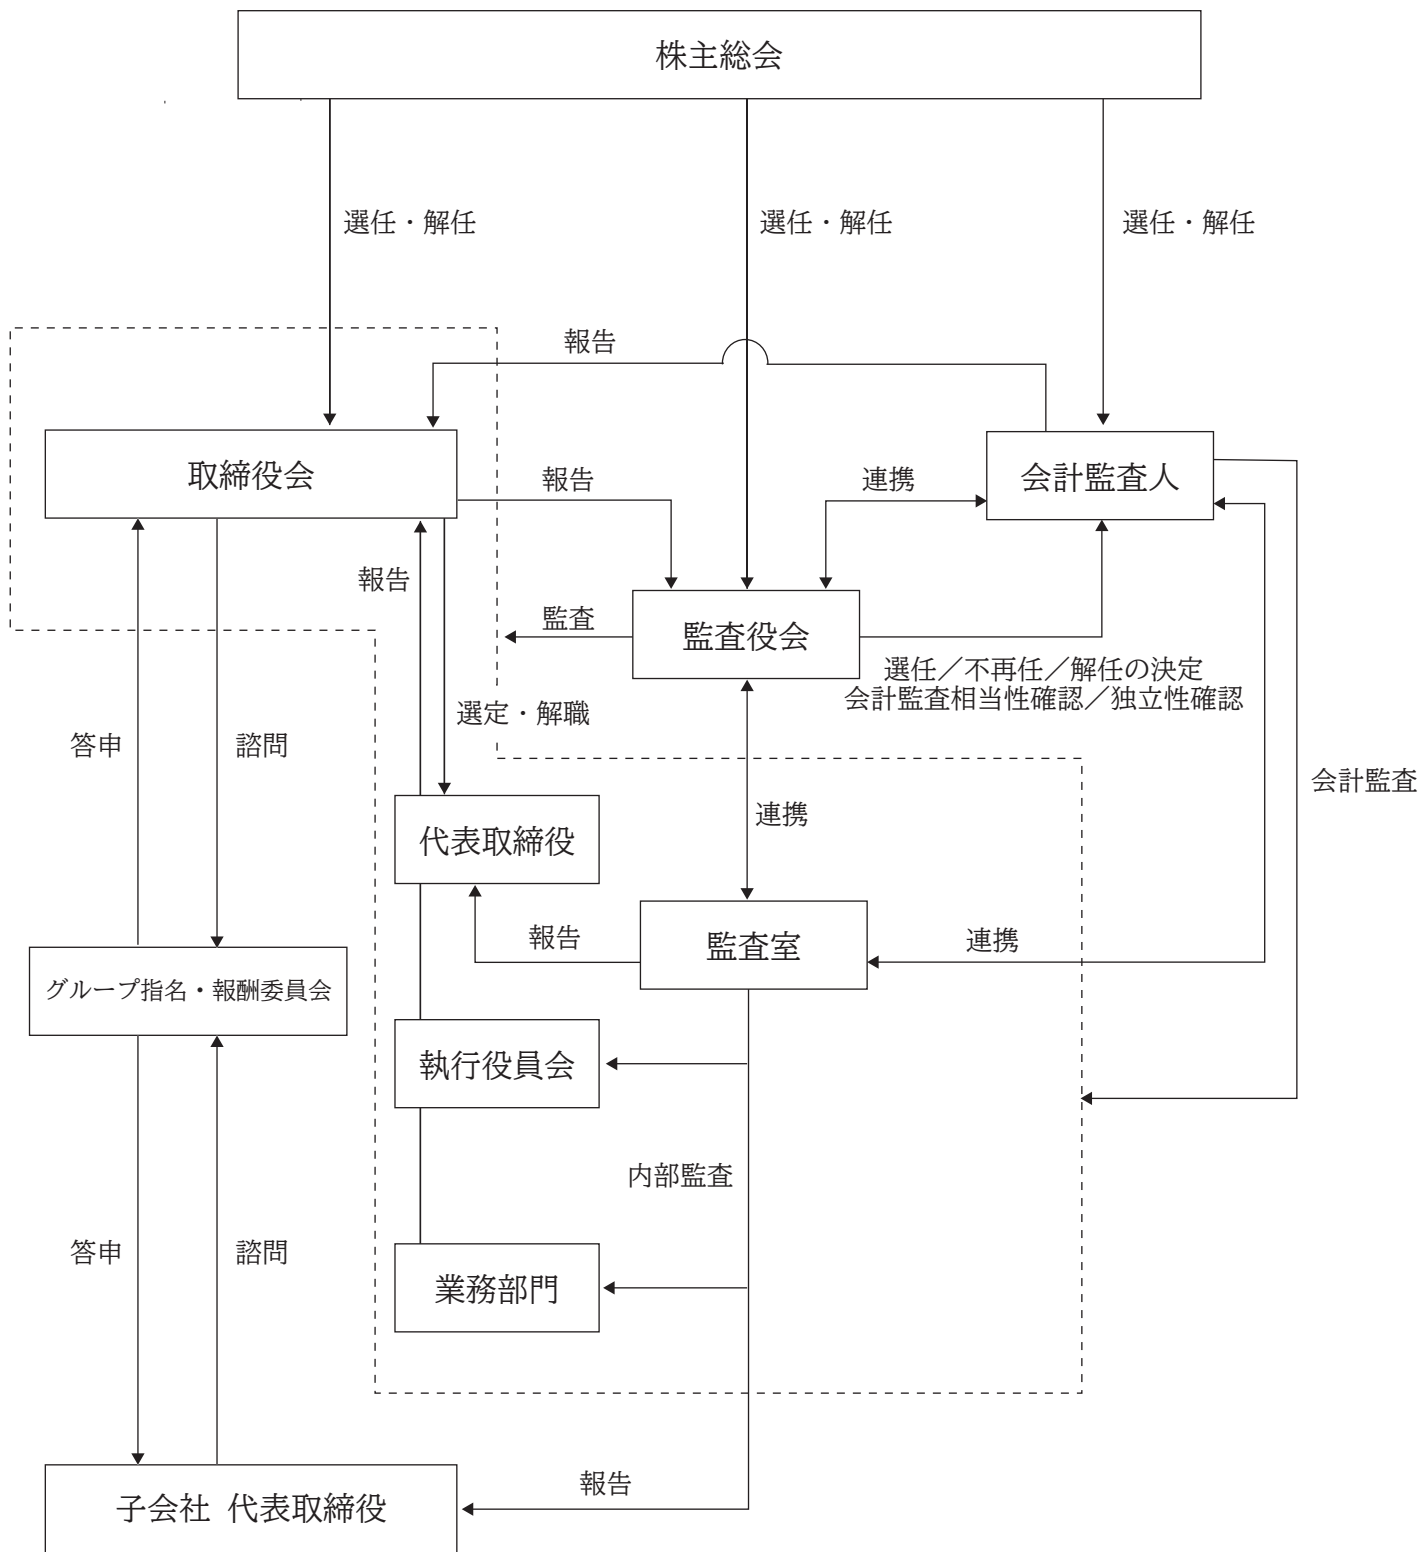 株主総会
選任・解任
選任・解任
選任・解任
報告
取締役会
報告
連携
会計監査人
報告
監査
監査役会
選任／不再任／解任の決定
会計監査相当性確認／独立性確認
選定・解職
答申
諮問
会計監査
連携
代表取締役
報告
監査室
連携
グループ指名・報酬委員会
執行役員会
内部監査
答申
諮問
業務部門
報告
子会社 代表取締役